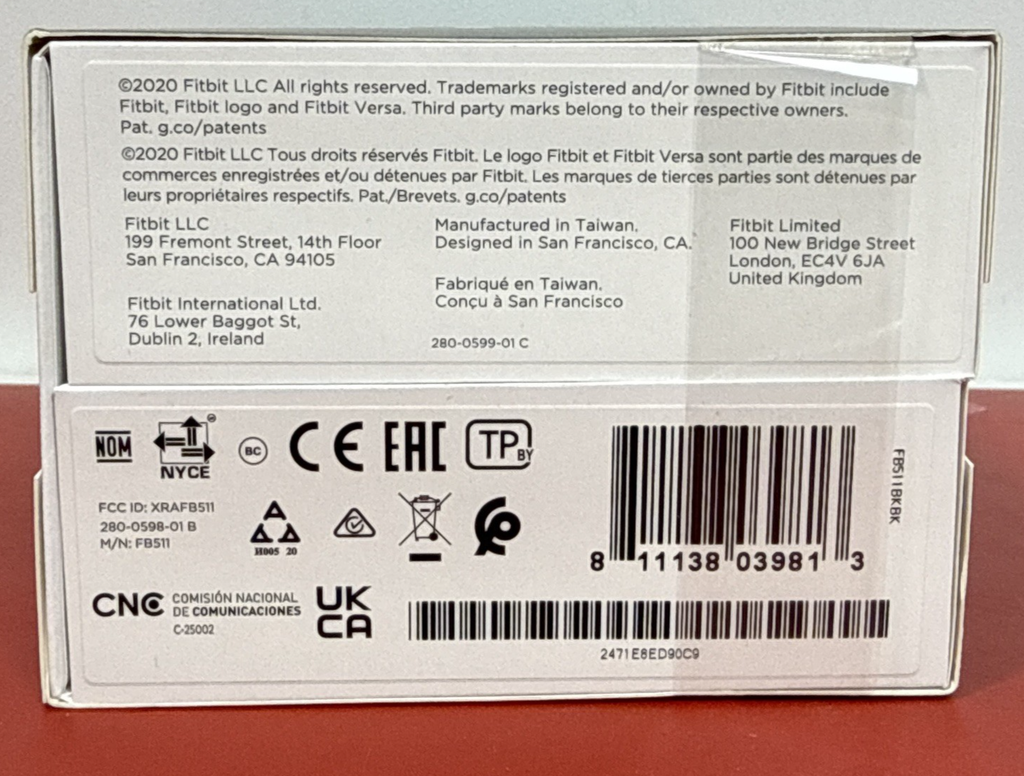 ©2020 Fitbit LLC All rights reserved. Trademarks registered and/or owned by Fitbit include
Fitbit, Fitbit logo and Fitbit Versa. Third party marks belong to their respective owners.
Pat. g.co/patents
©2020 Fitbit LLC Tous droits réservés Fitbit. Le logo Fitbit et Fitbit Versa sont partie des marques de
commerces enregistrées et/ou détenues par Fitbit. Les marques de tierces parties sont détenues par
leurs propriétaires respectifs. Pat./Brevets. g.co/patents
Fitbit LLC
199 Fremont Street, 14th Floor
San Francisco, CA 94105
Fitbit International Ltd.
76 Lower Baggot St,
Dublin 2, Ireland
Manufactured in Taiwan.
Designed in San Francisco, CA.
Fabriqué en Taiwan.
Conçu à San Francisco
280-0599-01 C
Fitbit Limited
100 New Bridge Street
London, EC4V 6JA
United Kingdom
NOM
NYCE
BC
CE
EAC
TP BY
FCC ID: XRAFB511
280-0598-01 B
M/N: FB511
H005 20
CNC COMISIÓN NACIONAL
DE COMUNICACIONES
C-25002
UK
CA
8 11138 03981 3
FB511BKBK
2471E8ED90C9